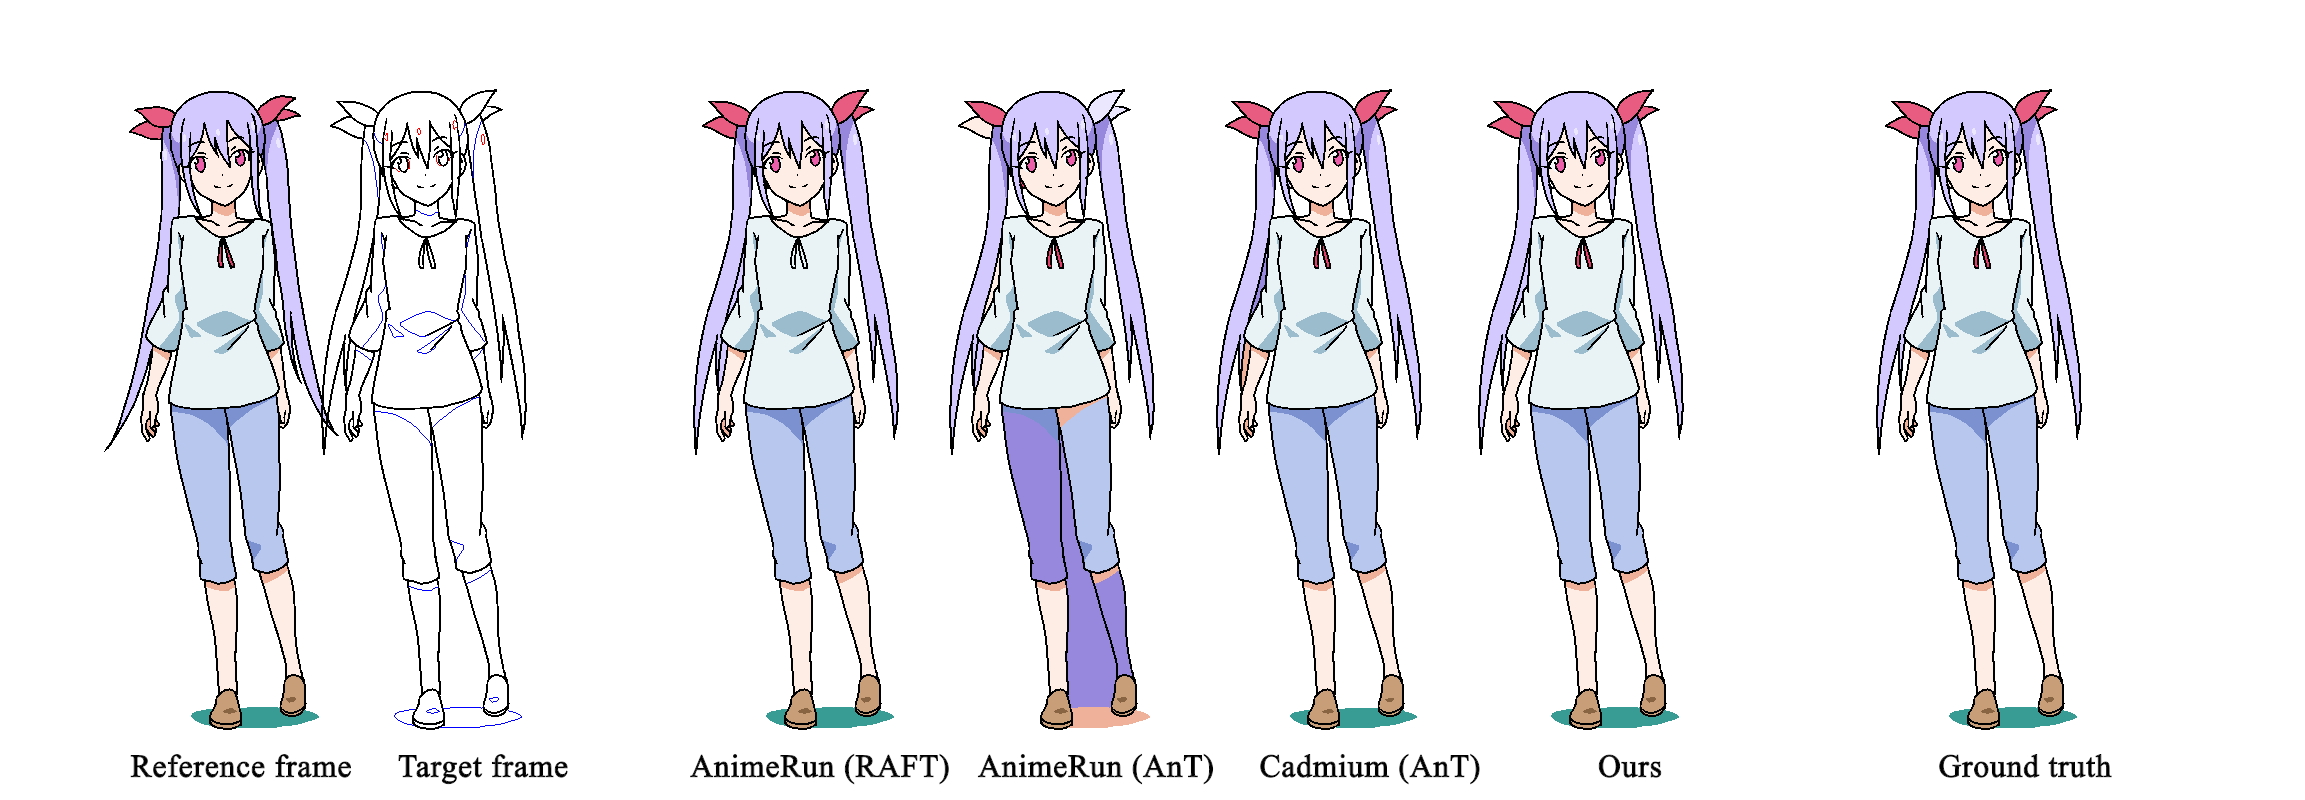 Reference frame
Target frame
AnimeRun (RAFT)
AnimeRun (AnT)
Cadmium (AnT)
Ours
Ground truth